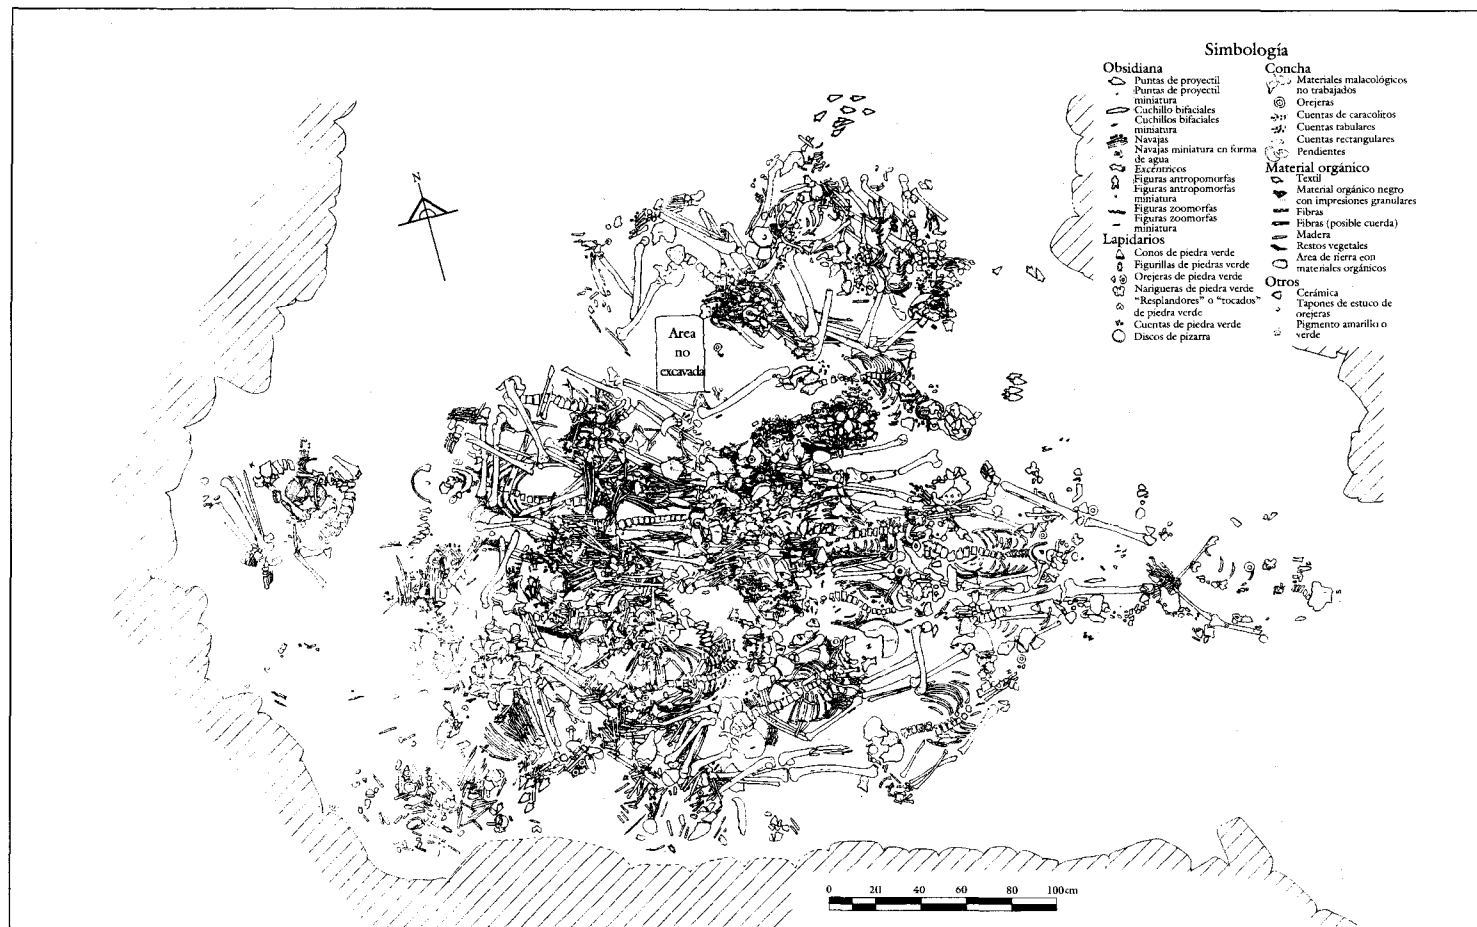 Simbología
Obsidiana
Puntas de proyectil
Puntas de proyectil
miniatura
Cuchillo bifaciales
Cuchillos bifaciales
miniatura
Navajas
Navajas miniatura en forma
de agua
Excéntricos
Figuras antropomorfas
Figuras antropomorfas
miniatura
Figuras zoomorfas
Figuras zoomorfas
miniatura
Lapidarios
Conos de piedra verde
Figurillas de piedras verde
Orejeras de piedra verde
Narigueras de piedra verde
"Resplandores" o "tocados"
de piedra verde
Cuentas de piedra verde
Discos de pizarra
Concha
Materiales malacológicos
no trabajados
Orejeras
Cuentas de caracolitos
Cuentas tabulares
Cuentas rectangulares
Pendientes
Material orgánico
Textil
Material orgánico negro
con impresiones granulares
Fibras
Fibras (posible cuerda)
Madera
Restos vegetales
Area de tierra con
materiales orgánicos
Otros
Cerámica
Tapones de estuco de
orejeras
Pigmento amarillo o
verde
N
Area
no
excavada
0 20 40 60 80 100cm